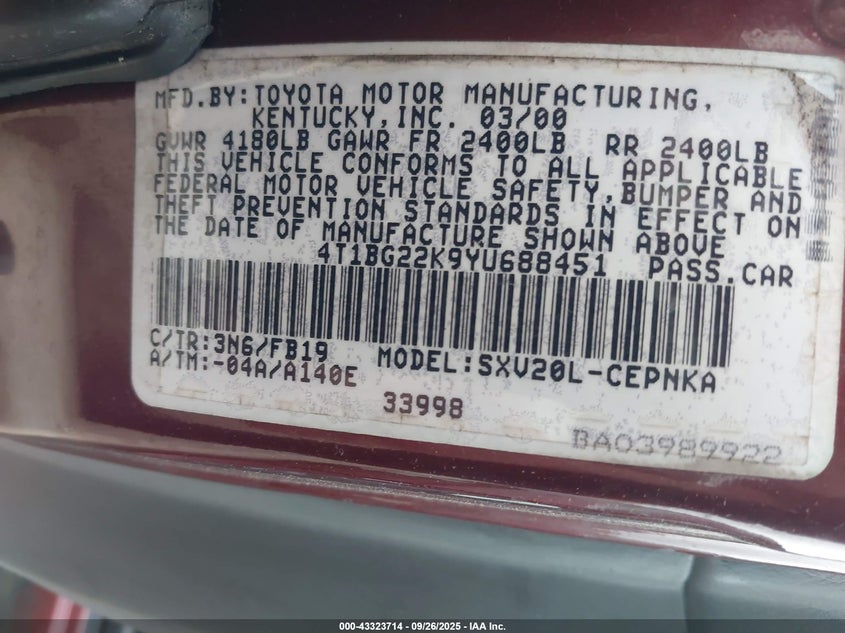 MFD.BY:TOYOTA MOTOR MANUFACTURING,
KENTUCKY,INC. 03/00
GVWR 4180LB GAWR FR 2400LB RR 2400LB
THIS VEHICLE CONFORMS TO ALL APPLICABLE
FEDERAL MOTOR VEHICLE SAFETY,BUMPER AND
THEFT PREVENTION STANDARDS IN EFFECT ON
THE DATE OF MANUFACTURE SHOWN ABOVE
4T1BG22K9YU688451 PASS.CAR
C/TR:3N6/FB19 MODEL:SXV20L-CEPNKA
A/TM:-04A/A140E
33998
BA03989922
000-43323714 - 09/26/2025 - IAA Inc.